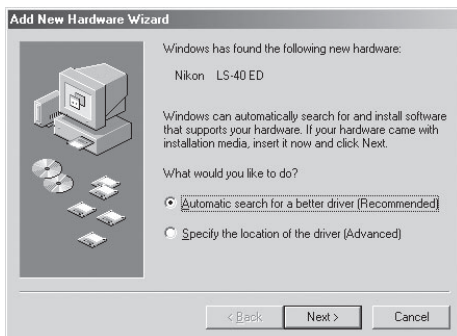 Add New Hardware Wizard
Windows has found the following new hardware:
Nikon LS-40 ED
Windows can automatically search for and install software
that supports your hardware. If your hardware came with
installation media, insert it now and click Next.
What would you like to do?
Automatic search for a better driver (Recommended)
Specify the location of the driver (Advanced)
< Back
Next >
Cancel